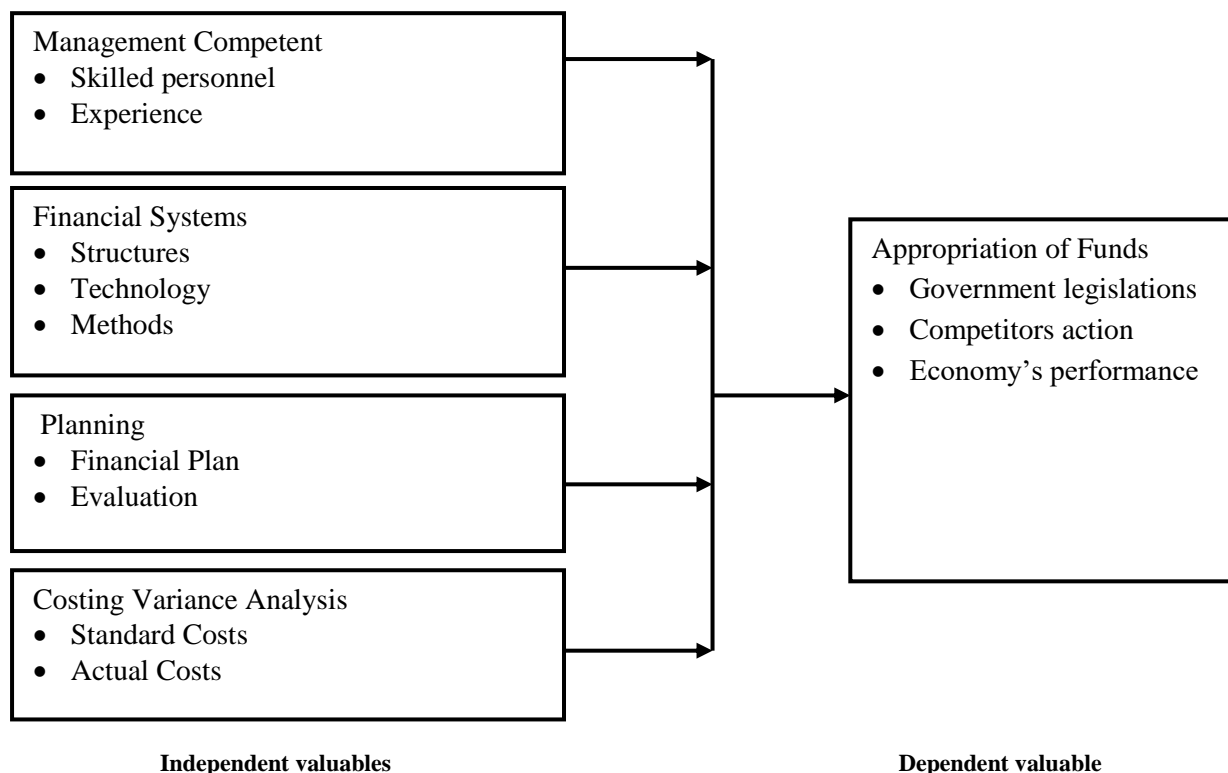 Management Competent
• Skilled personnel
• Experience
Financial Systems
• Structures
• Technology
• Methods
Planning
• Financial Plan
• Evaluation
Costing Variance Analysis
• Standard Costs
• Actual Costs
Independent valuables
Appropriation of Funds
• Government legislations
• Competitors action
• Economy’s performance
Dependent valuable